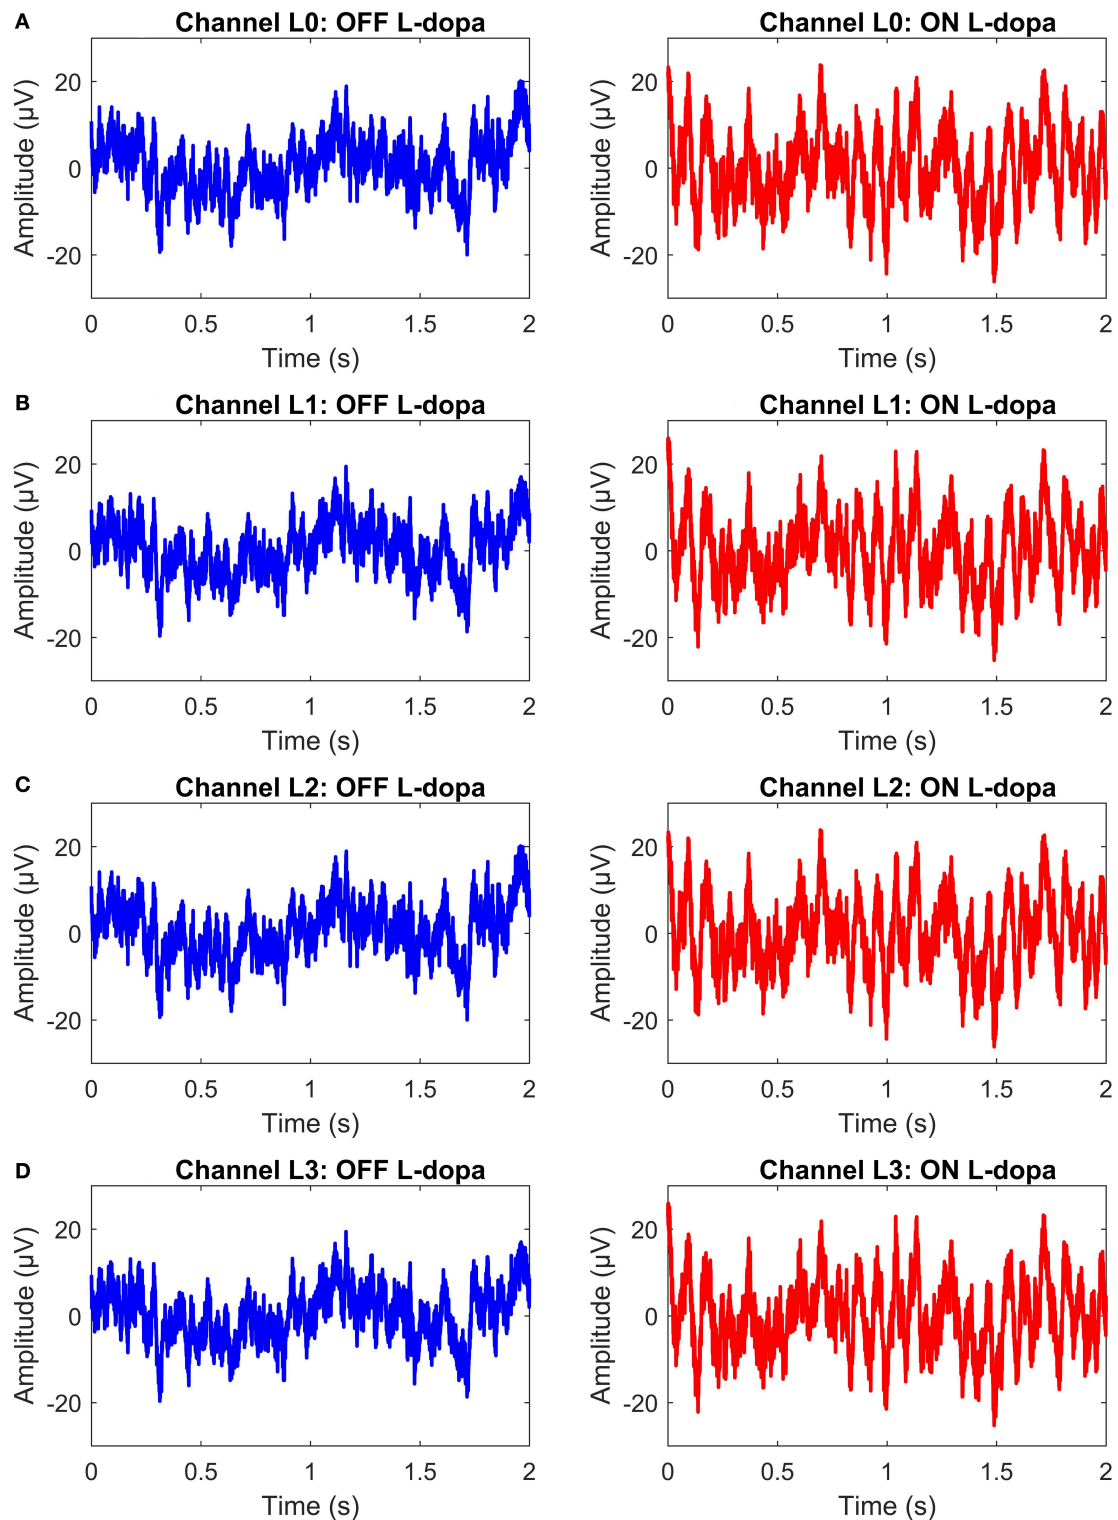 A
Channel L0: OFF L-dopa
Channel L0: ON L-dopa
Amplitude (µV)
20
0
-20
0 0.5 1 1.5 2
Time (s)
Amplitude (µV)
20
0
-20
0 0.5 1 1.5 2
Time (s)
B
Channel L1: OFF L-dopa
Channel L1: ON L-dopa
Amplitude (µV)
20
0
-20
0 0.5 1 1.5 2
Time (s)
Amplitude (µV)
20
0
-20
0 0.5 1 1.5 2
Time (s)
C
Channel L2: OFF L-dopa
Channel L2: ON L-dopa
Amplitude (µV)
20
0
-20
0 0.5 1 1.5 2
Time (s)
Amplitude (µV)
20
0
-20
0 0.5 1 1.5 2
Time (s)
D
Channel L3: OFF L-dopa
Channel L3: ON L-dopa
Amplitude (µV)
20
0
-20
0 0.5 1 1.5 2
Time (s)
Amplitude (µV)
20
0
-20
0 0.5 1 1.5 2
Time (s)